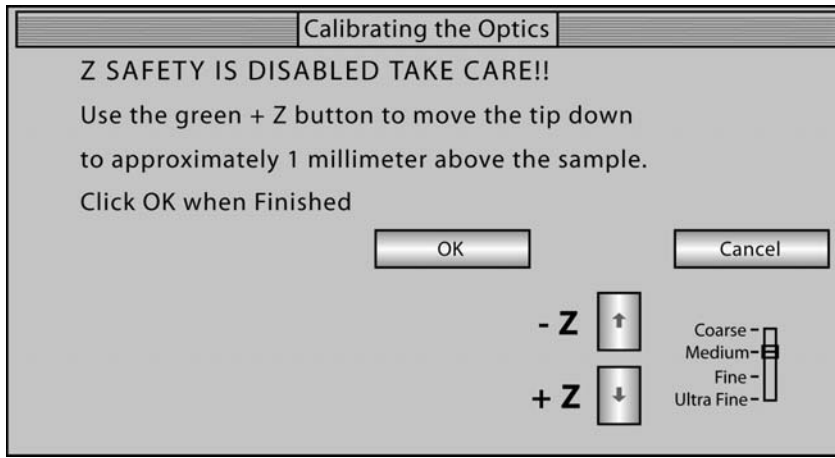 Calibrating the Optics
Z SAFETY IS DISABLED TAKE CARE!!
Use the green + Z button to move the tip down
to approximately 1 millimeter above the sample.
Click OK when Finished
OK
Cancel
- Z
+ Z
Coarse
Medium
Fine
Ultra Fine